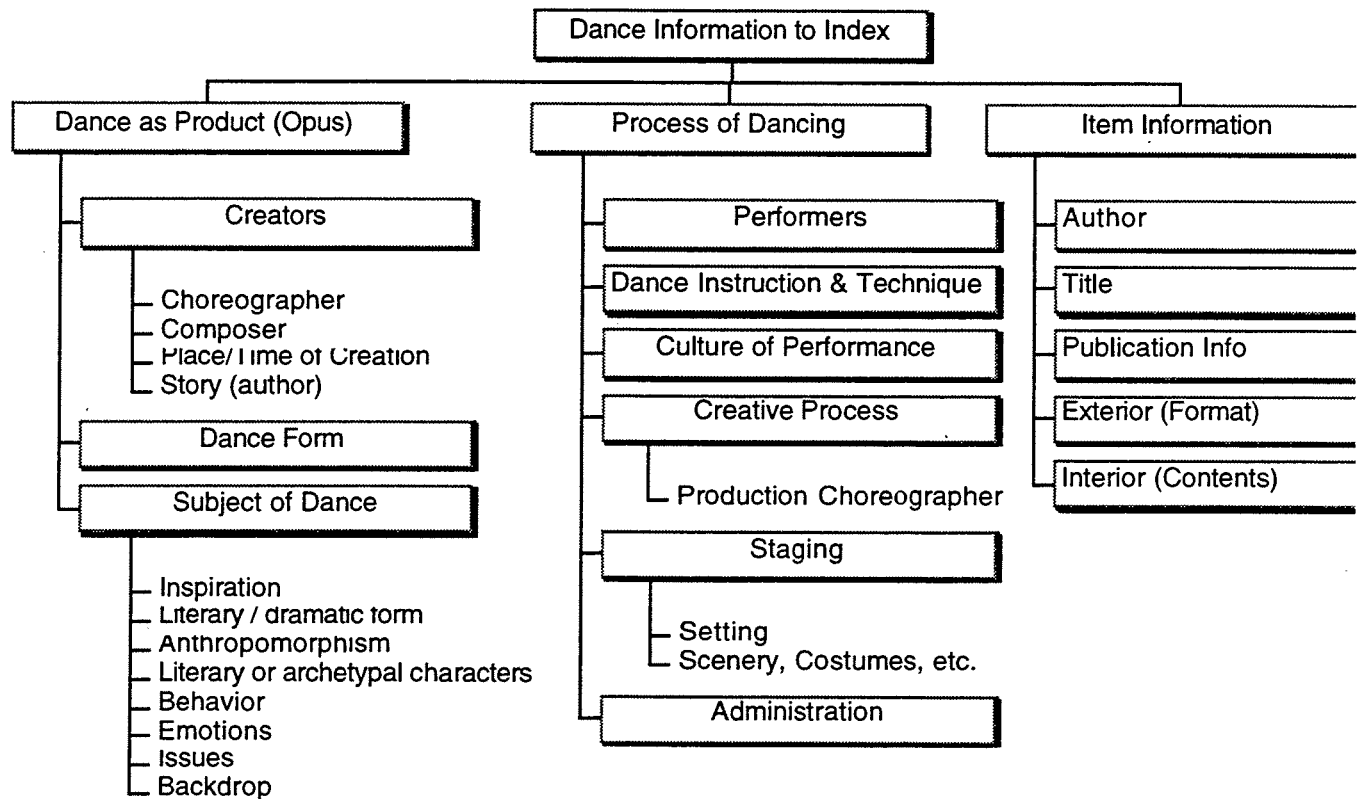 Dance Information to Index
Dance as Product (Opus)
Creators
Choreographer
Composer
Place/Time of Creation
Story (author)
Dance Form
Subject of Dance
Inspiration
Literary / dramatic form
Anthropomorphism
Literary or archetypal characters
Behavior
Emotions
Issues
Backdrop
Process of Dancing
Performers
Dance Instruction & Technique
Culture of Performance
Creative Process
Production Choreographer
Staging
Setting
Scenery, Costumes, etc.
Administration
Item Information
Author
Title
Publication Info
Exterior (Format)
Interior (Contents)